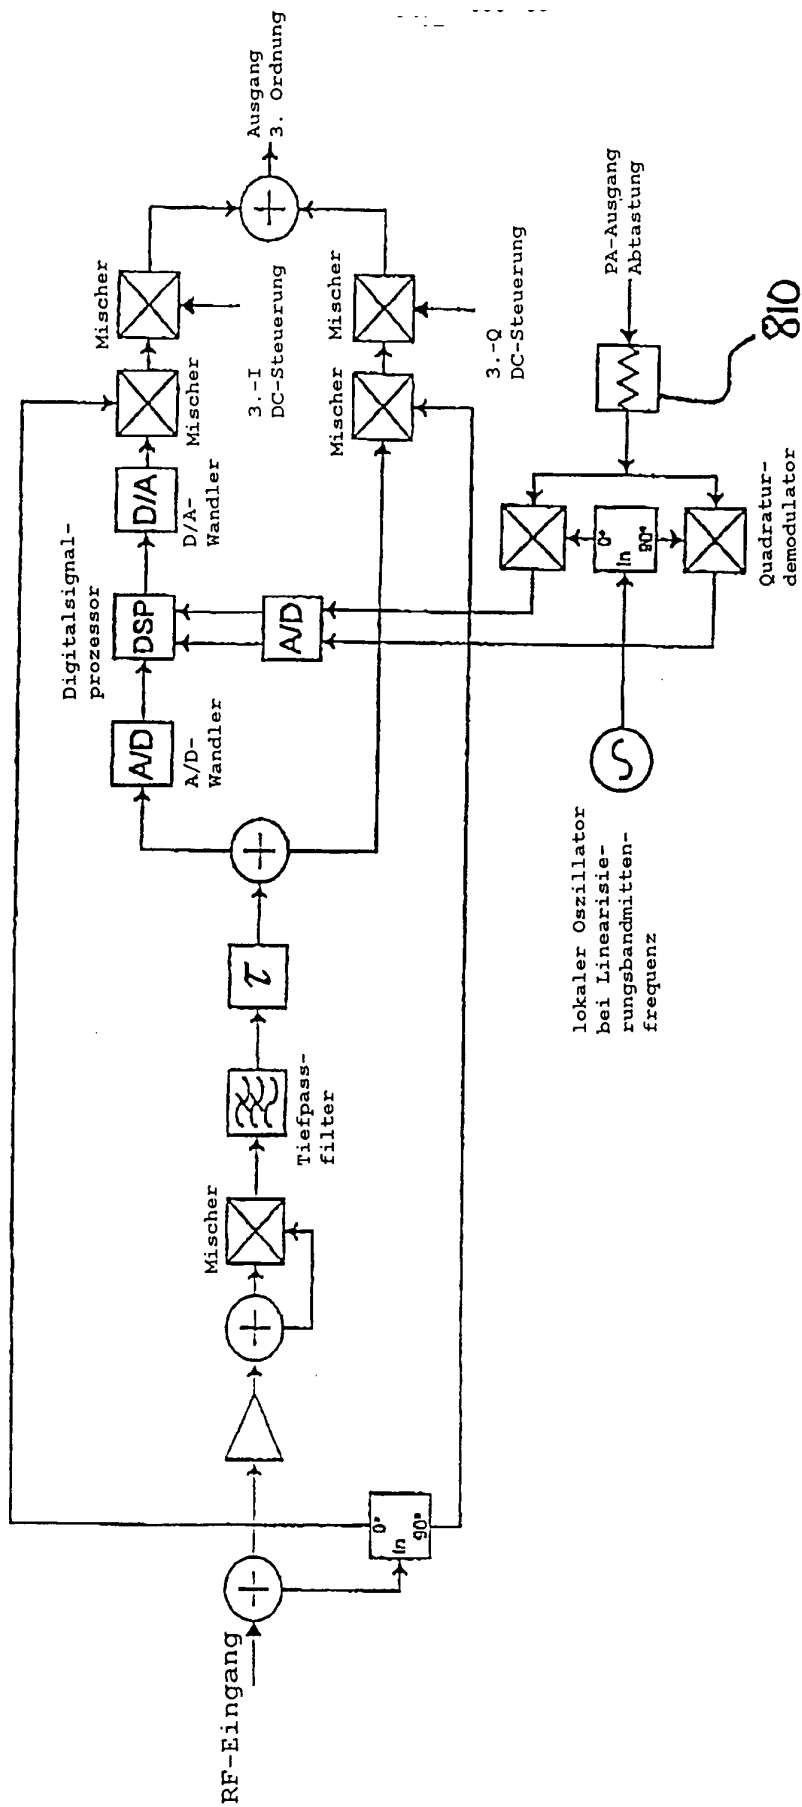 RF-Eingang
0°
In
90°
Mischer
Tiefpass-
filter
τ
A/D
A/D-
Wandler
Digitalsignal-
prozessor
DSP
A/D
D/A
D/A-
Wandler
Mischer
Mischer
3.-I
DC-Steuerung
Mischer
Mischer
3.-Q
DC-Steuerung
Ausgang
3. Ordnung
lokaler Oszillator
bei Linearisie-
rungsbandmitten-
frequenz
0°
In
90°
Quadratur-
demodulator
PA-Ausgang
Abtastung
810